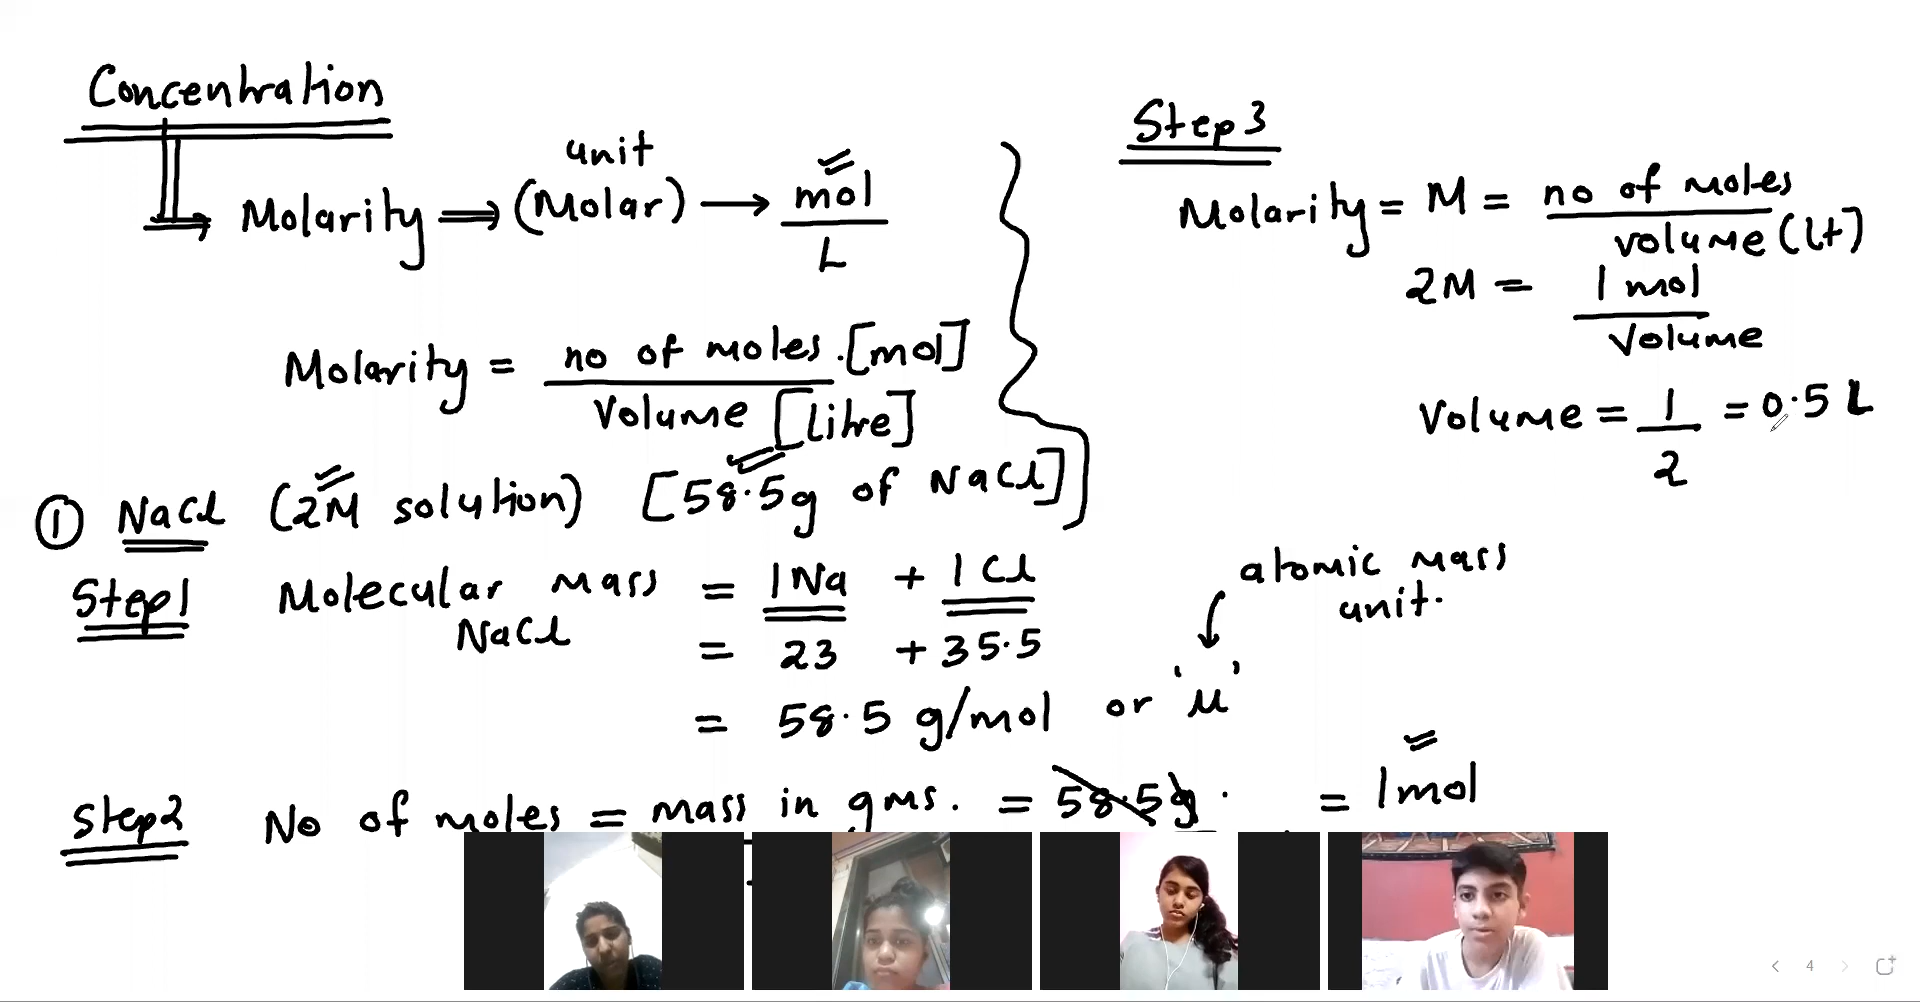 Concentration
unit
Molarity ⇒ (Molar) → mol
L
Molarity = no of moles . [mol]
Volume [litre]
① NaCl (2M solution) [58.5g of NaCl]
Step1 Molecular mass = 1Na + 1Cl
NaCl
= 23 + 35.5
= 58.5 g/mol or 'u'
atomic mass
unit.
Step2 No of moles = mass in gms. = 58.5g. = 1mol
Step3
Molarity = M = no of moles
volume (lt)
2M = 1 mol
Volume
Volume = 1 = 0.5 L
2
4